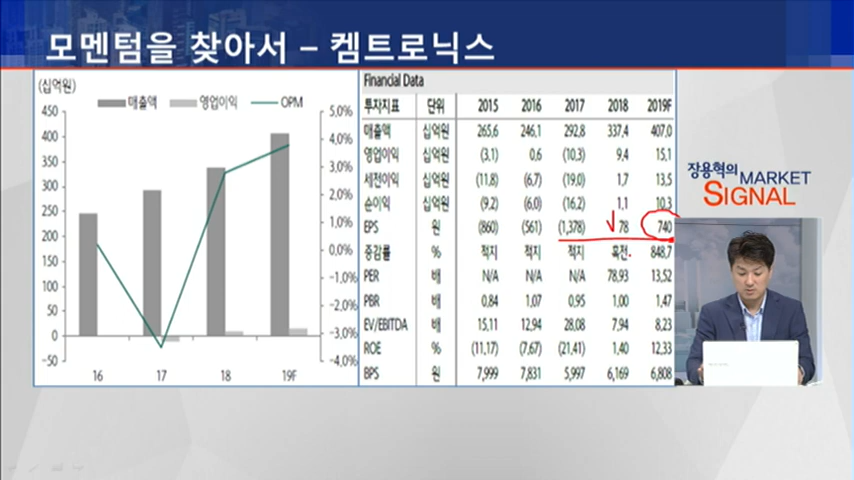 모멘텀을 찾아서 – 켐트로닉스
(십억원)
매출액 영업이익 OPM
450 5,0%
400 4,0%
350 3,0%
300 2,0%
250 1,0%
200 0,0%
150 -1,0%
100 -2,0%
50
0 -3,0%
-50 -4,0%
16 17 18 19F
Financial Data
투자지표 단위 2015 2016 2017 2018 2019F
매출액 십억원 265,6 246,1 292,8 337,4 407,0
영업이익 십억원 (3,1) 0,6 (10,3) 9,4 15,1
세전이익 십억원 (11,8) (6,7) (19,0) 1,7 13,5
순이익 십억원 (9,2) (6,0) (16,2) 1,1 10,3
EPS 원 (860) (561) (1,378) 78 740
증감률 % 적지 적지 적지 흑전 848,7
PER 배 N/A N/A N/A 78,93 13,52
PBR 배 0,84 1,07 0,95 1,00 1,47
EV/EBITDA 배 15,11 12,94 28,08 7,94 8,23
ROE % (11,17) (7,67) (21,41) 1,40 12,33
BPS 원 7,999 7,831 5,997 6,169 6,808
장용혁의 MARKET
SIGNAL